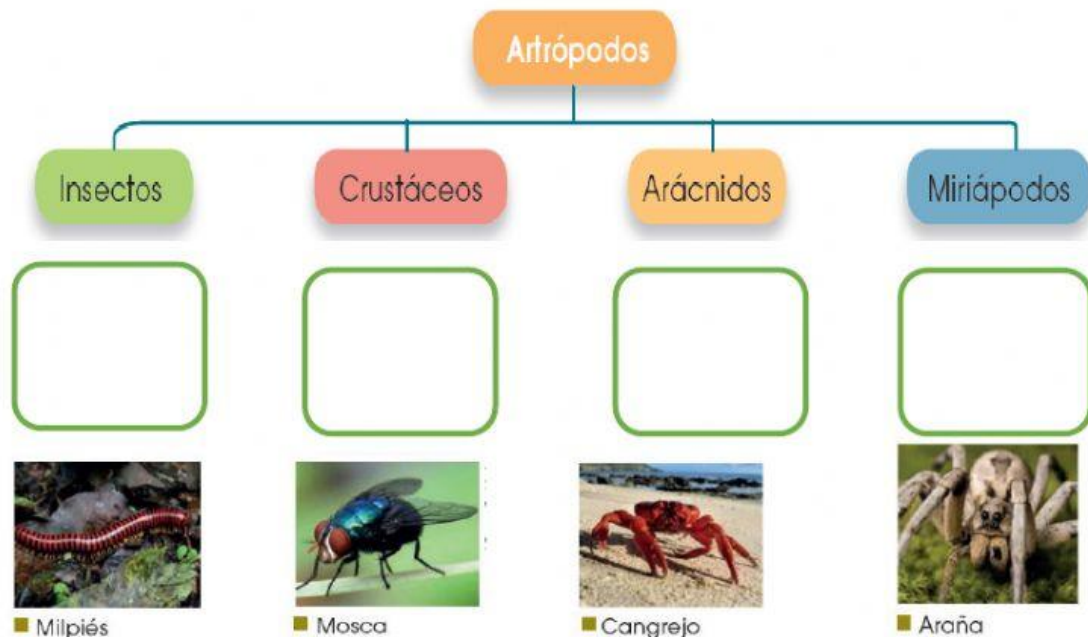 Artrópodos
Insectos
Crustáceos
Arácnidos
Miriápodos
Milpiés
Mosca
Cangrejo
Araña